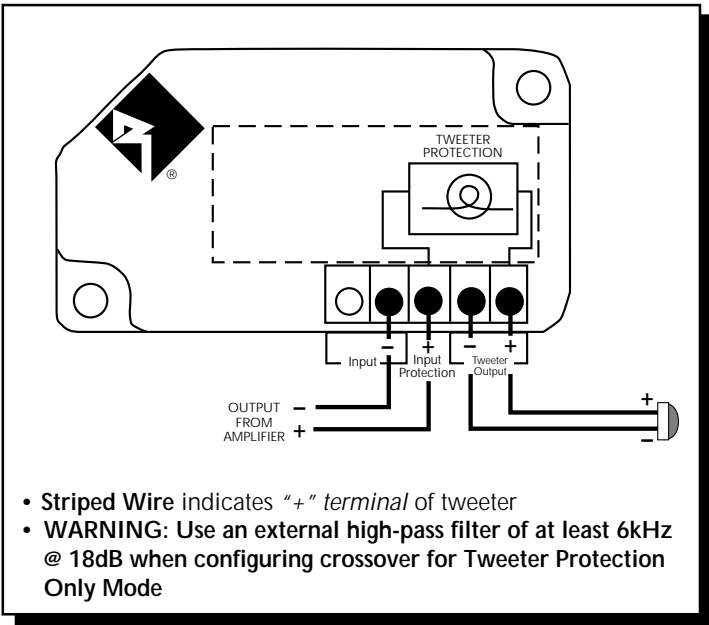 TWEETER
PROTECTION
®
− + − +
Input Input Tweeter
Protection Output
OUTPUT −
FROM
AMPLIFIER +
+
−
• Striped Wire indicates “+” terminal of tweeter
• WARNING: Use an external high-pass filter of at least 6kHz
@ 18dB when configuring crossover for Tweeter Protection
Only Mode